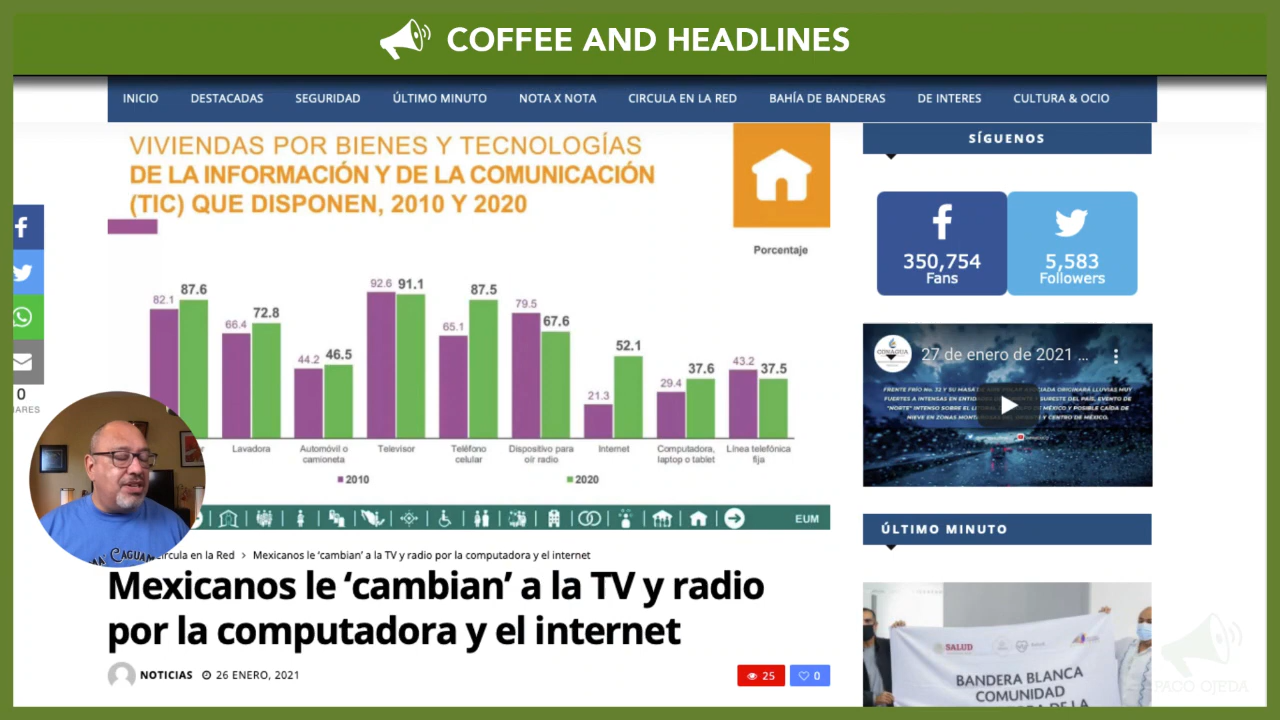 COFFEE AND HEADLINES
INICIO DESTACADAS SEGURIDAD ÚLTIMO MINUTO NOTA X NOTA CIRCULA EN LA RED BAHÍA DE BANDERAS DE INTERES CULTURA & OCIO
VIVIENDAS POR BIENES Y TECNOLOGÍAS
DE LA INFORMACIÓN Y DE LA COMUNICACIÓN
(TIC) QUE DISPONEN, 2010 Y 2020
Porcentaje
82.1 87.6 66.4 72.8 44.2 46.5 92.6 91.1 65.1 87.5 79.5 67.6 21.3 52.1 29.4 37.6 43.2 37.5
Lavadora
Automóvil o
camioneta
Televisor
Teléfono
celular
Dispositivo para
oír radio
Internet
Computadora,
laptop o tablet
Línea telefónica
fija
2010 2020
EUM
0
Circula en la Red > Mexicanos le ‘cambian’ a la TV y radio por la computadora y el internet
Mexicanos le ‘cambian’ a la TV y radio
por la computadora y el internet
NOTICIAS 26 ENERO, 2021
25 0
CAGUAM
SÍGUENOS
350,754
Fans
5,583
Followers
CONAGUA
27 de enero de 2021 ...
ÚLTIMO MINUTO
SALUD
BANDERA BLANCA
COMUNIDAD
DE LA
PACO OJEDA